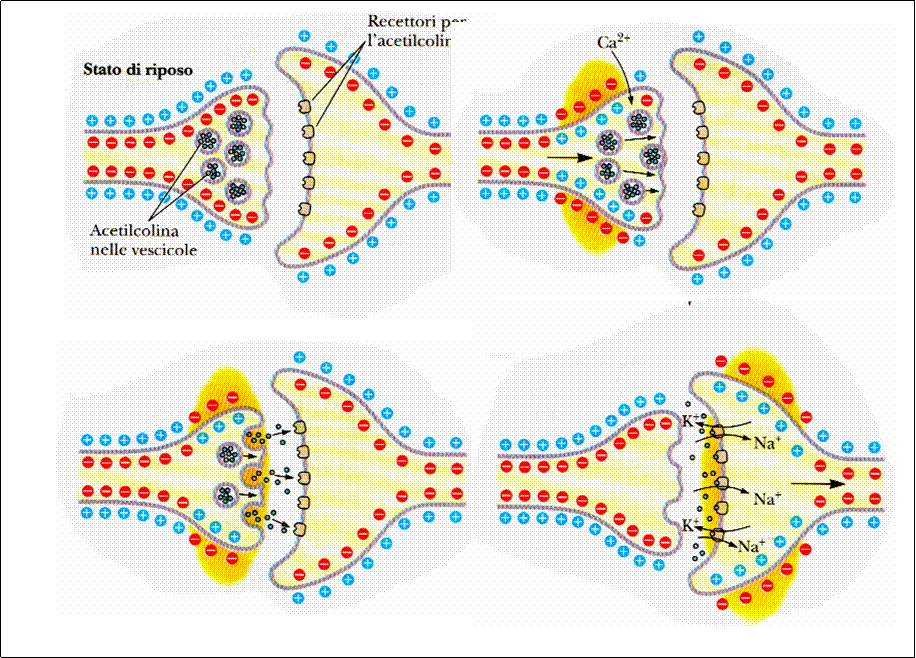 Recettori per
l'acetilcolin
Stato di riposo
Acetilcolina
nelle vescicole
Ca²⁺
K⁺
Na⁺
Na⁺
K⁺
Na⁺